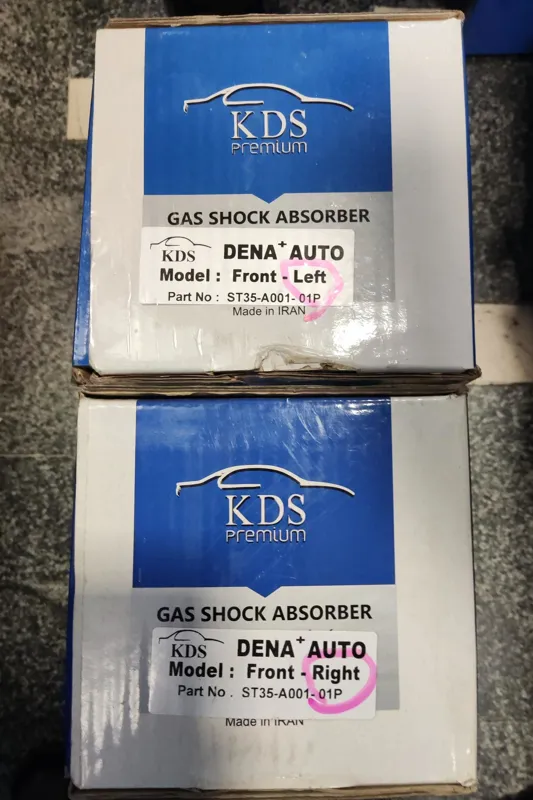 KDS
Premium
GAS SHOCK ABSORBER
KDS DENA+ AUTO
Model : Front - Left
Part No : ST35-A001- 01P
Made in IRAN
KDS
Premium
GAS SHOCK ABSORBER
KDS DENA+ AUTO
Model : Front - Right
Part No . ST35-A001- 01P
Made in IRAN